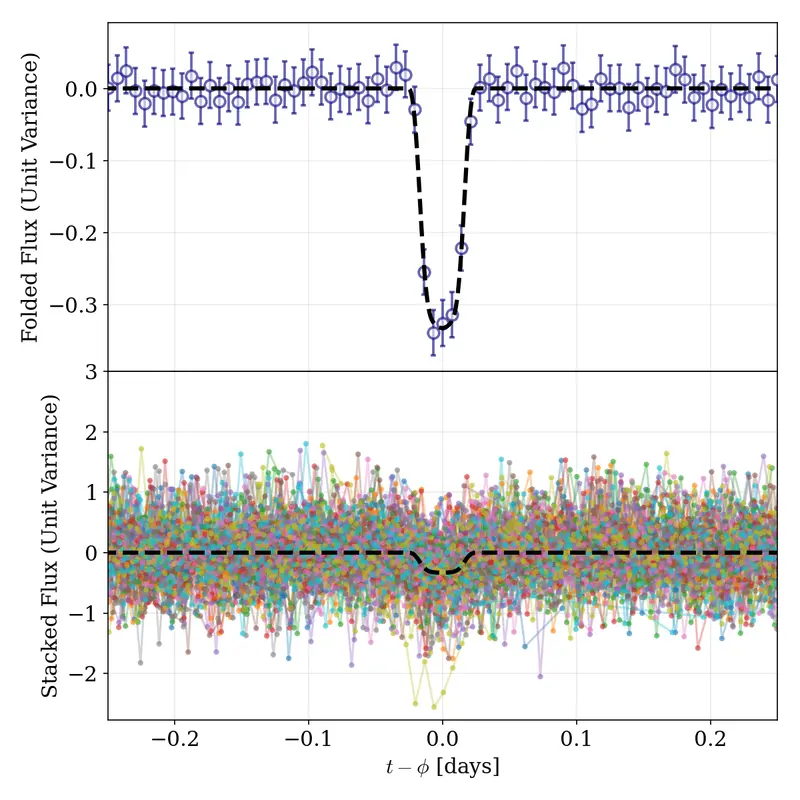 Folded Flux (Unit Variance)
0.0
−0.1
−0.2
−0.3
Stacked Flux (Unit Variance)
3
2
1
0
−1
−2
−0.2 −0.1 0.0 0.1 0.2
t − ϕ [days]